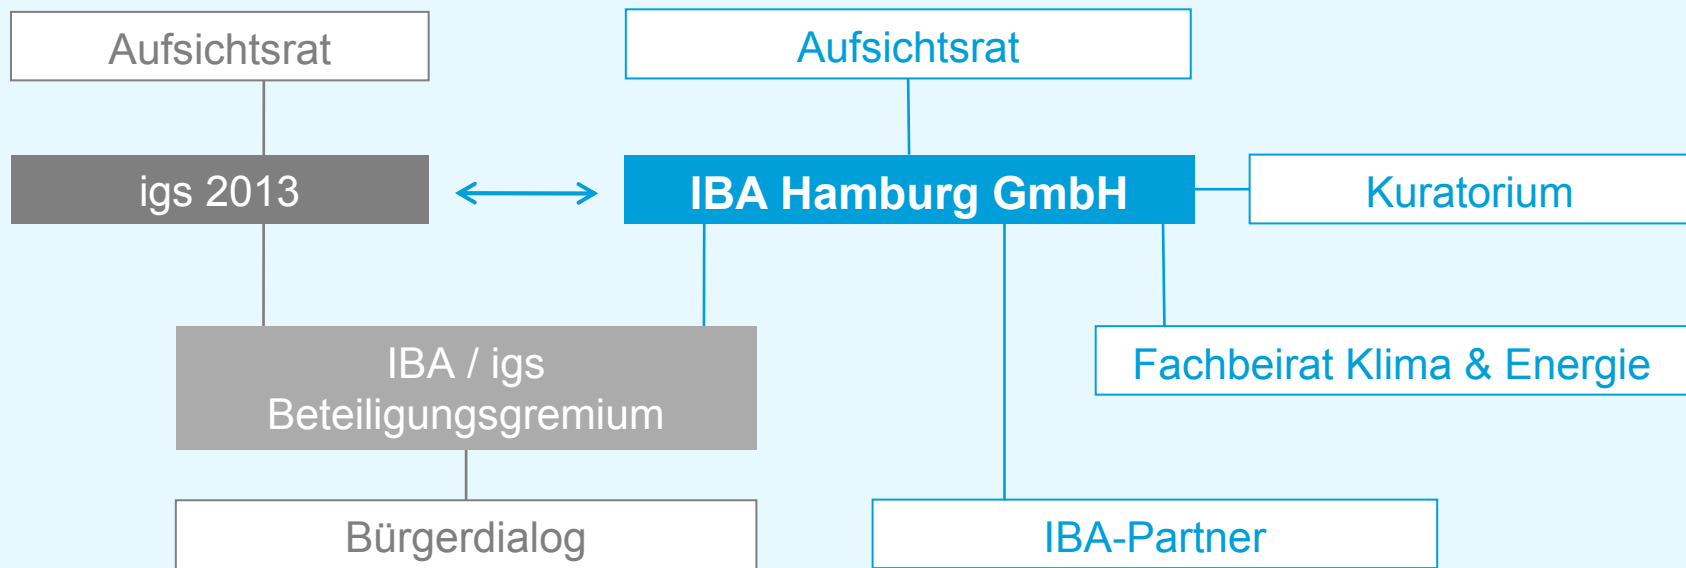 Aufsichtsrat
Aufsichtsrat
igs 2013
IBA Hamburg GmbH
Kuratorium
IBA / igs
Beteiligungsgremium
Fachbeirat Klima & Energie
Bürgerdialog
IBA-Partner